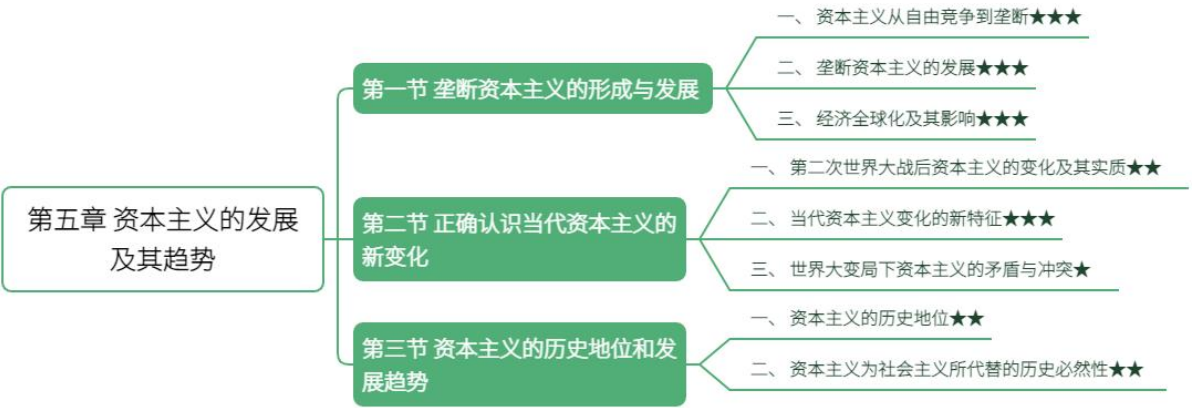 第五章 资本主义的发展
及其趋势
第一节 垄断资本主义的形成与发展
一、 资本主义从自由竞争到垄断★★★
二、 垄断资本主义的发展★★★
三、 经济全球化及其影响★★★
第二节 正确认识当代资本主义的
新变化
一、 第二次世界大战后资本主义的变化及其实质★★
二、 当代资本主义变化的新特征★★★
三、 世界大变局下资本主义的矛盾与冲突★
第三节 资本主义的历史地位和发
展趋势
一、 资本主义的历史地位★★
二、 资本主义为社会主义所代替的历史必然性★★